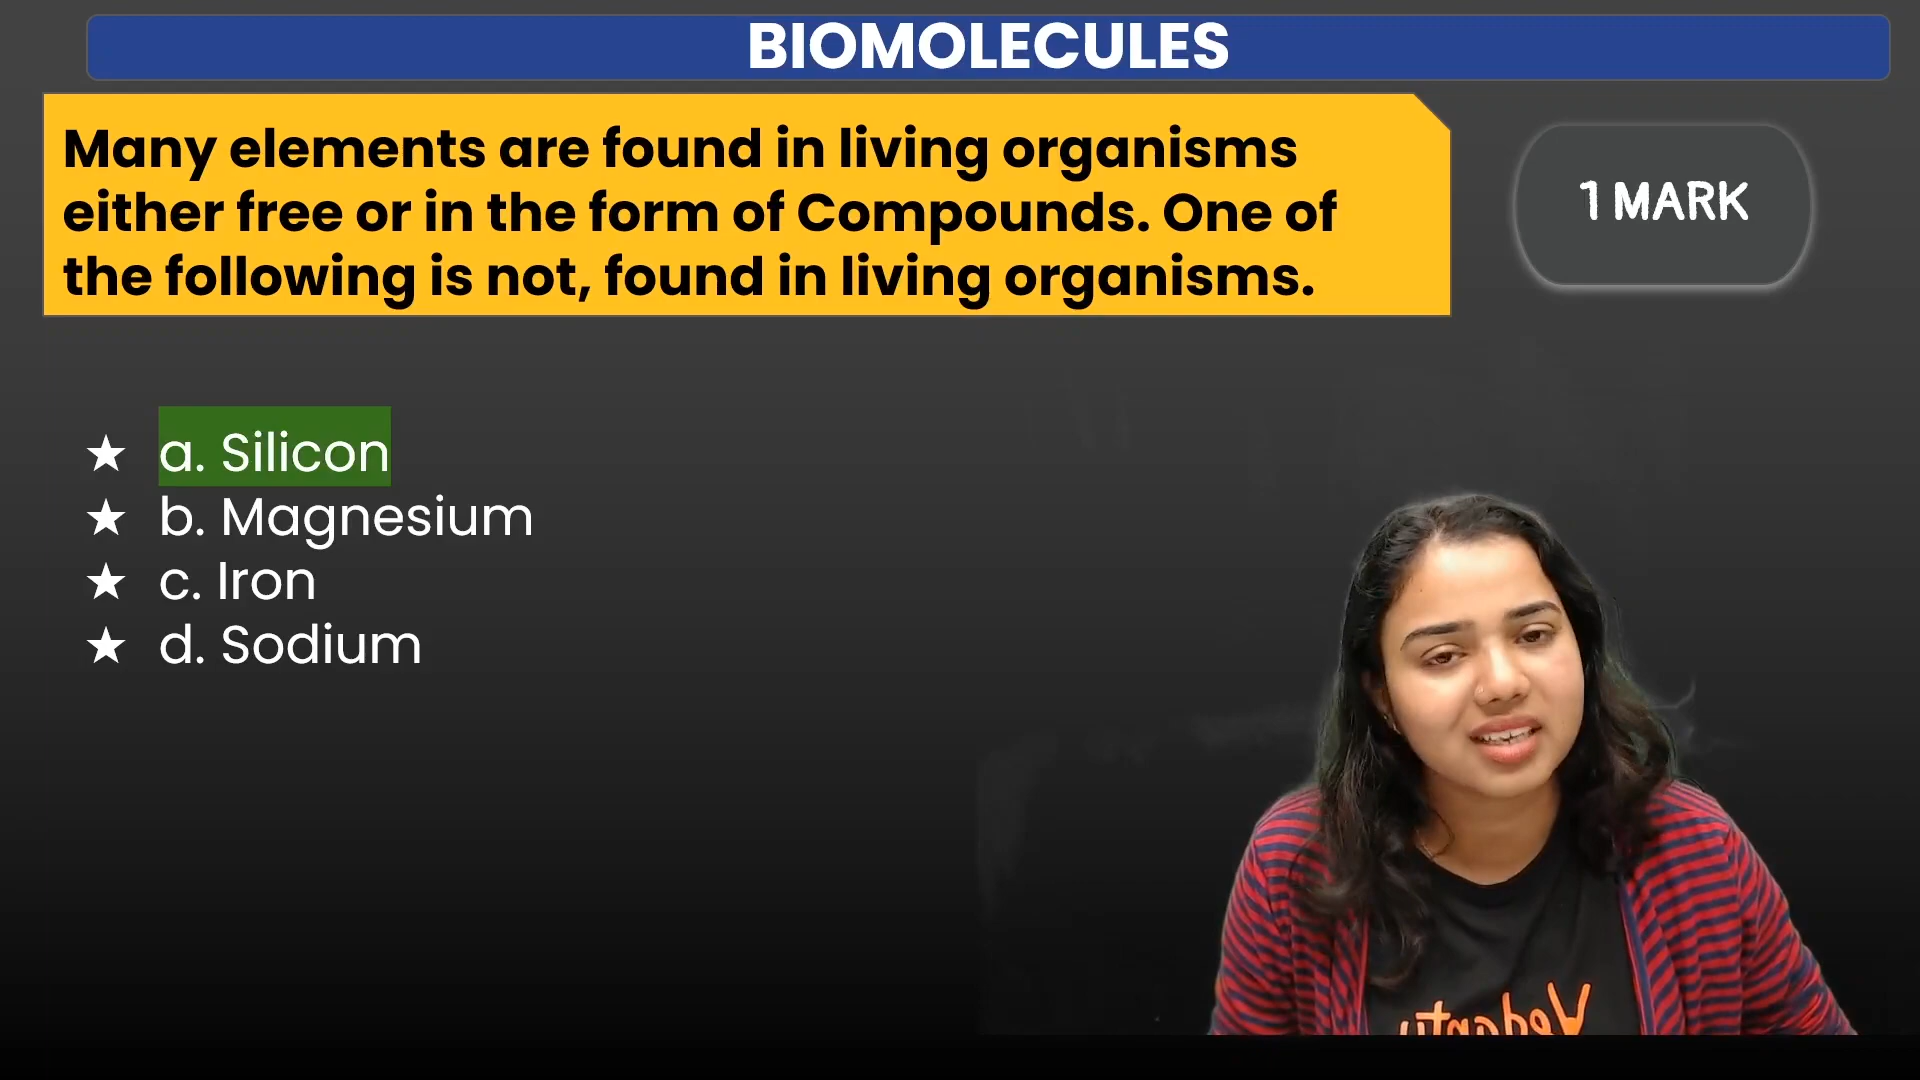 BIOMOLECULES
Many elements are found in living organisms
either free or in the form of Compounds. One of
the following is not, found in living organisms.
1 MARK
★ a. Silicon
★ b. Magnesium
★ c. Iron
★ d. Sodium
Vedantu